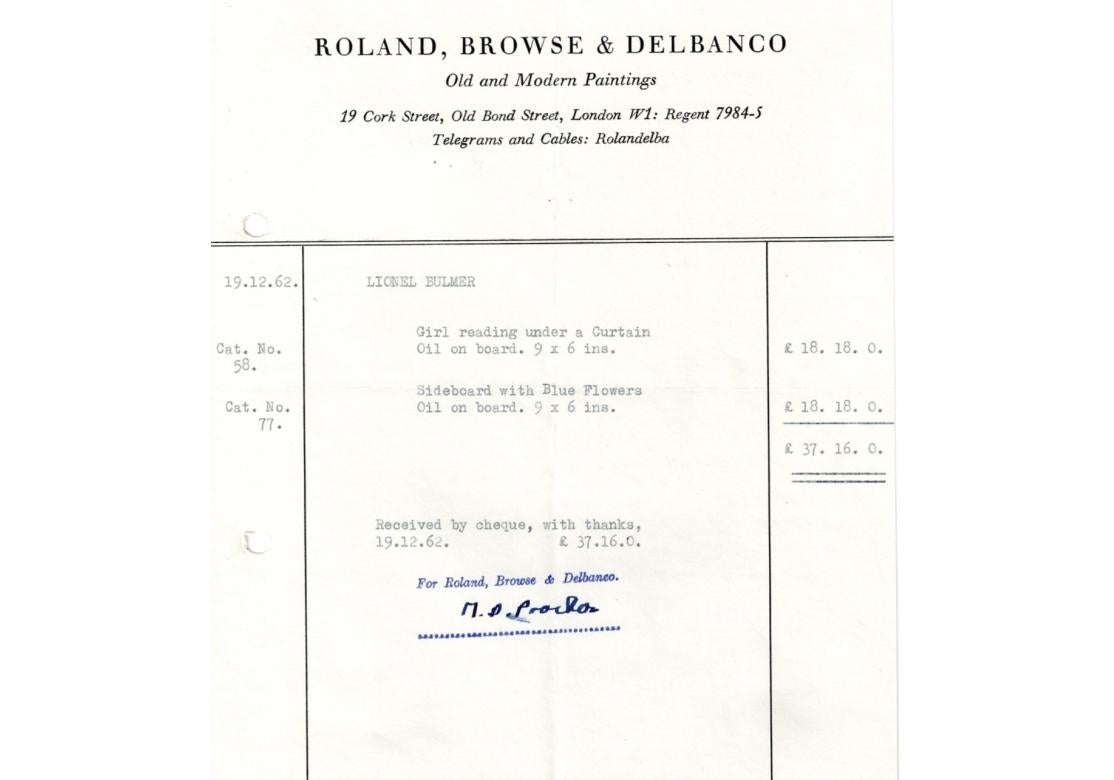 ROLAND, BROWSE & DELBANCO
Old and Modern Paintings
19 Cork Street, Old Bond Street, London W1: Regent 7984-5
Telegrams and Cables: Rolandelba
19.12.62. LIONEL BULMER
Girl reading under a Curtain
Cat. No. Oil on board. 9 x 6 ins. £ 18. 18. 0.
58.
Sideboard with Blue Flowers
Cat. No. Oil on board. 9 x 6 ins. £ 18. 18. 0.
77.
£ 37. 16. 0.
Received by cheque, with thanks,
19.12.62. £ 37.16.0.
For Roland, Browse & Delbanco.
M.D. Proctor